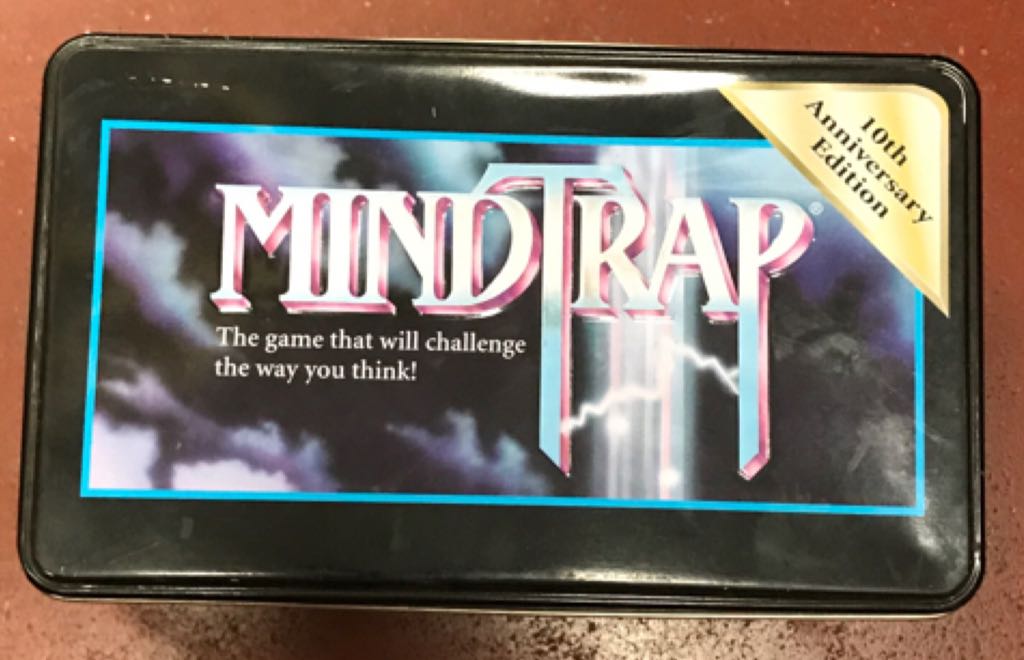 10th
Anniversary
Edition
MINDTRAP®
The game that will challenge
the way you think!